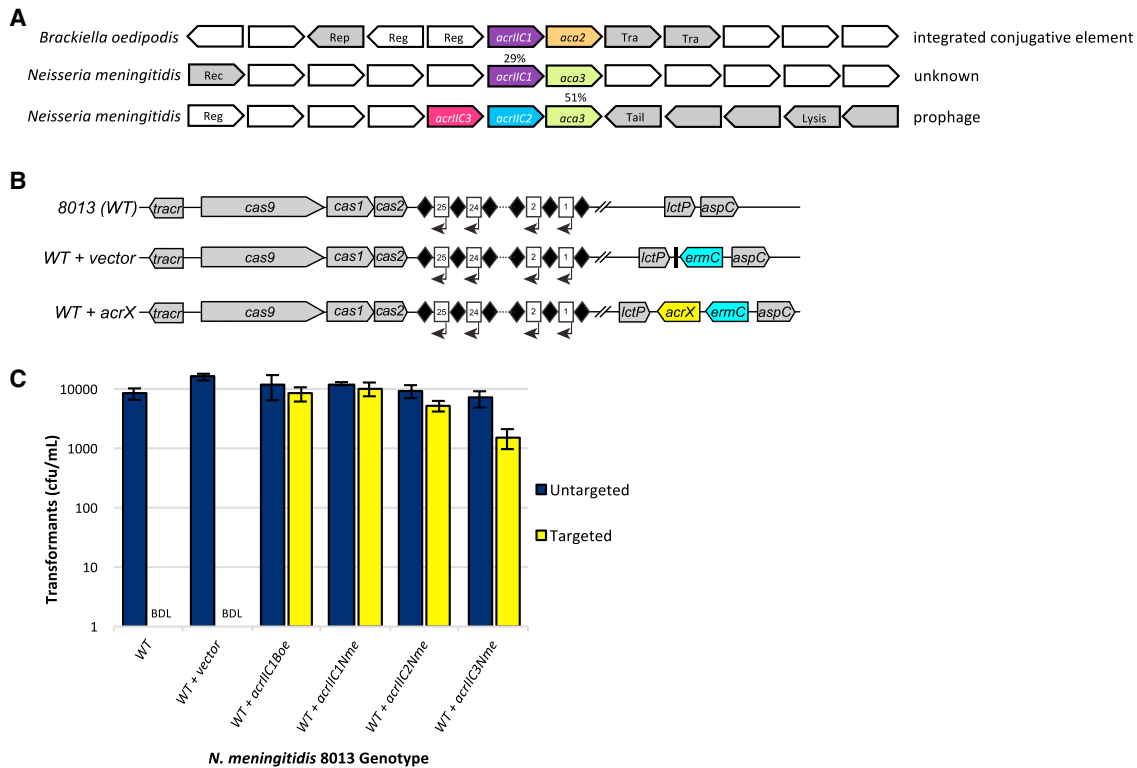 A
Brackiella oedipodis Rep Reg Reg acrIIC1 aca2 Tra Tra integrated conjugative element
29%
Neisseria meningitidis Rec acrIIC1 aca3 unknown
51%
Neisseria meningitidis Reg acrIIC3 acrIIC2 aca3 Tail Lysis prophage
B
8013 (WT) tracr cas9 cas1 cas2 25 24 2 1 lctP aspC
WT + vector tracr cas9 cas1 cas2 25 24 2 1 lctP ermC aspC
WT + acrX tracr cas9 cas1 cas2 25 24 2 1 lctP acrX ermC aspC
C
Transformants (cfu/mL)
10000
1000
100
10
1
BDL BDL
Untargeted
Targeted
WT
WT + vector
WT + acrIIC1Boe
WT + acrIIC1Nme
WT + acrIIC2Nme
WT + acrIIC3Nme
N. meningitidis 8013 Genotype